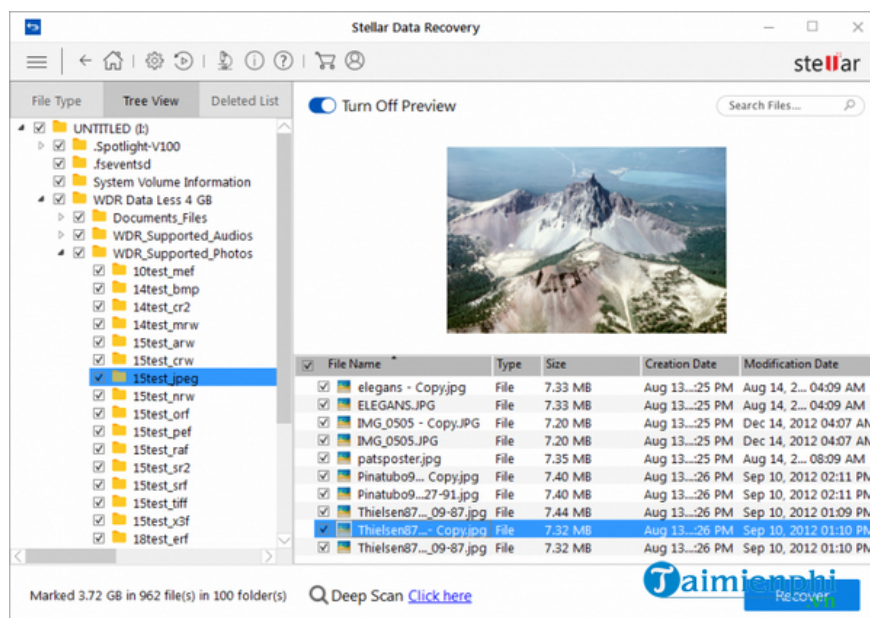 Stellar Data Recovery
stellar
File Type Tree View Deleted List
Turn Off Preview
Search Files...
UNTITLED (I:)
.Spotlight-V100
.fseventsd
System Volume Information
WDR Data Less 4 GB
Documents_Files
WDR_Supported_Audios
WDR_Supported_Photos
10test_mef
14test_bmp
14test_cr2
14test_mrw
15test_arw
15test_crw
15test_jpeg
15test_nrw
15test_orf
15test_pef
15test_raf
15test_sr2
15test_srf
15test_tiff
15test_x3f
18test_erf
File Name Type Size Creation Date Modification Date
elegans - Copy.jpg File 7.33 MB Aug 13...:25 PM Aug 14, 2... 04:09 AM
ELEGANS.JPG File 7.33 MB Aug 13...:25 PM Aug 14, 2... 04:09 AM
IMG_0505 - Copy.JPG File 7.20 MB Aug 13...:25 PM Dec 14, 2012 04:07 AM
IMG_0505.JPG File 7.20 MB Aug 13...:25 PM Dec 14, 2012 04:07 AM
patsposter.jpg File 7.35 MB Aug 13...:25 PM Aug 14, 2... 08:09 AM
Pinatubo9... Copy.jpg File 7.40 MB Aug 13...:26 PM Sep 10, 2012 02:11 PM
Pinatubo9...27-91.jpg File 7.40 MB Aug 13...:26 PM Sep 10, 2012 02:11 PM
Thielsen87..._09-87.jpg File 7.44 MB Aug 13...:26 PM Sep 10, 2012 01:09 PM
Thielsen87...- Copy.jpg File 7.32 MB Aug 13...:26 PM Sep 10, 2012 01:10 PM
Thielsen87..._09-87.jpg File 7.32 MB Aug 13...:26 PM Sep 10, 2012 01:10 PM
Marked 3.72 GB in 962 file(s) in 100 folder(s)
Deep Scan Click here
Recover
Taimienphi
.vn